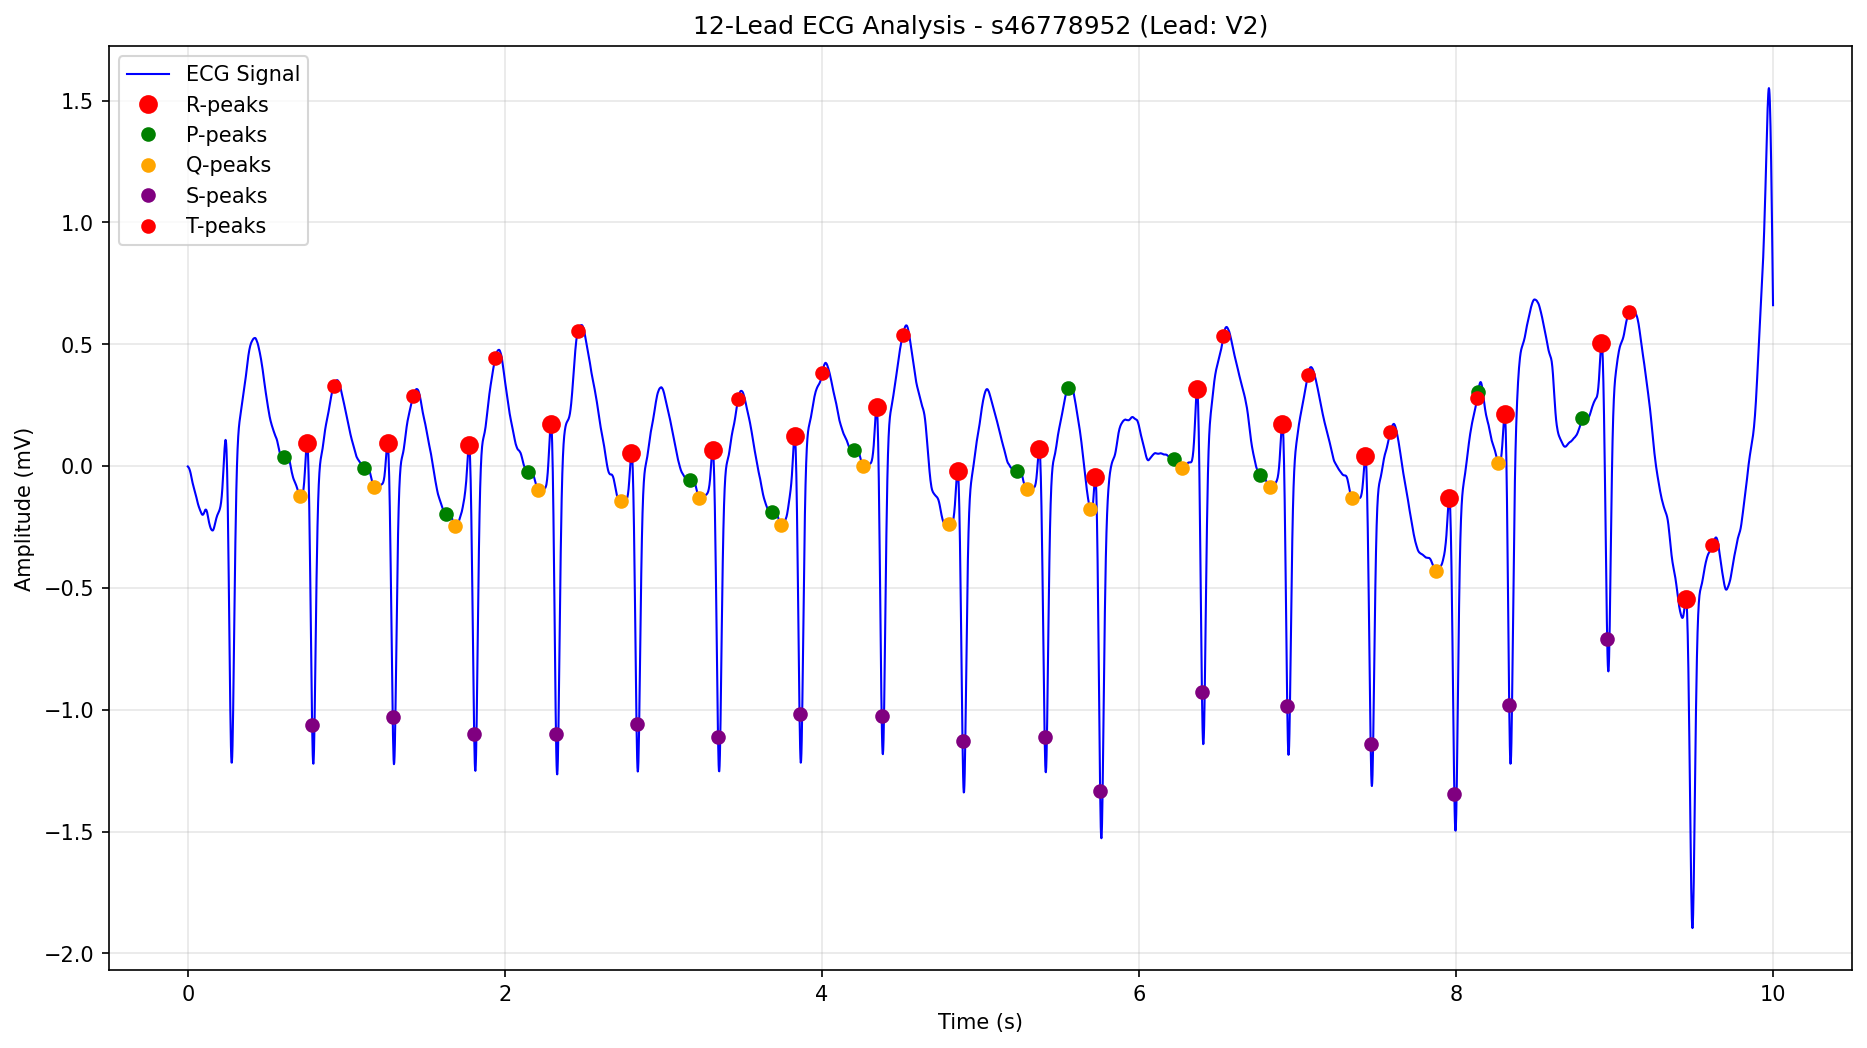 12-Lead ECG Analysis - s46778952 (Lead: V2)
ECG Signal
R-peaks
P-peaks
Q-peaks
S-peaks
T-peaks
Amplitude (mV)
1.5
1.0
0.5
0.0
−0.5
−1.0
−1.5
−2.0
0 2 4 6 8 10
Time (s)